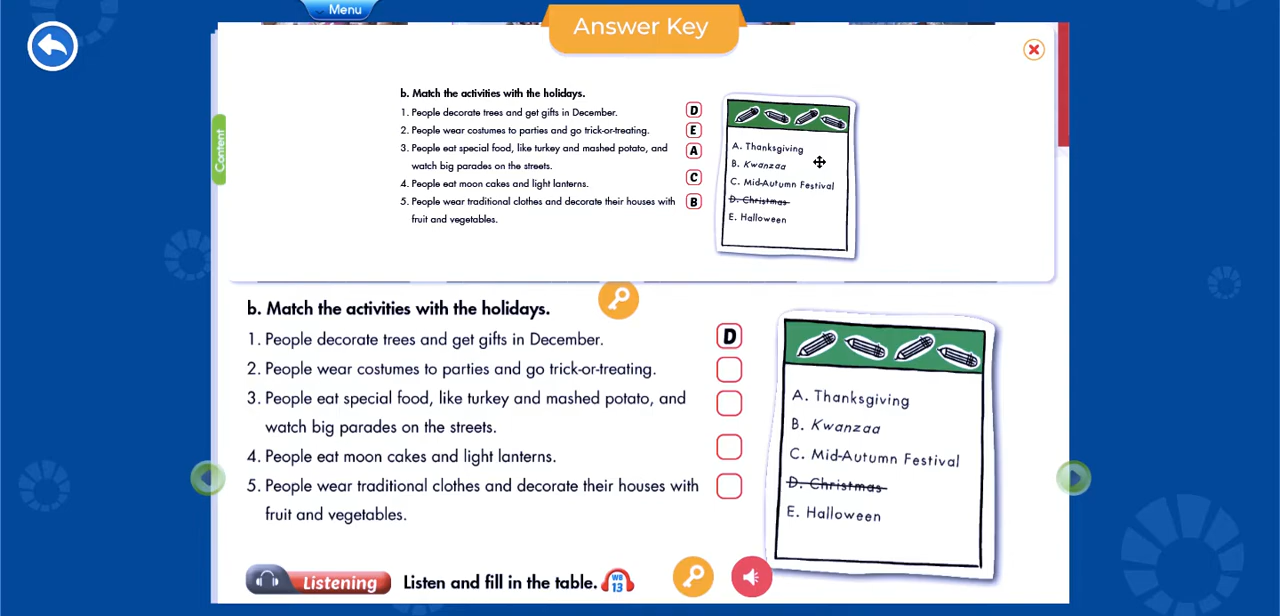 Menu
Answer Key
Content
b. Match the activities with the holidays.
1. People decorate trees and get gifts in December.
2. People wear costumes to parties and go trick-or-treating.
3. People eat special food, like turkey and mashed potato, and
watch big parades on the streets.
4. People eat moon cakes and light lanterns.
5. People wear traditional clothes and decorate their houses with
fruit and vegetables.
D
E
A
C
B
A. Thanksgiving
B. Kwanzaa
C. Mid-Autumn Festival
D. Christmas
E. Halloween
b. Match the activities with the holidays.
1. People decorate trees and get gifts in December.
2. People wear costumes to parties and go trick-or-treating.
3. People eat special food, like turkey and mashed potato, and
watch big parades on the streets.
4. People eat moon cakes and light lanterns.
5. People wear traditional clothes and decorate their houses with
fruit and vegetables.
D
A. Thanksgiving
B. Kwanzaa
C. Mid-Autumn Festival
D. Christmas
E. Halloween
Listening Listen and fill in the table. WB 13